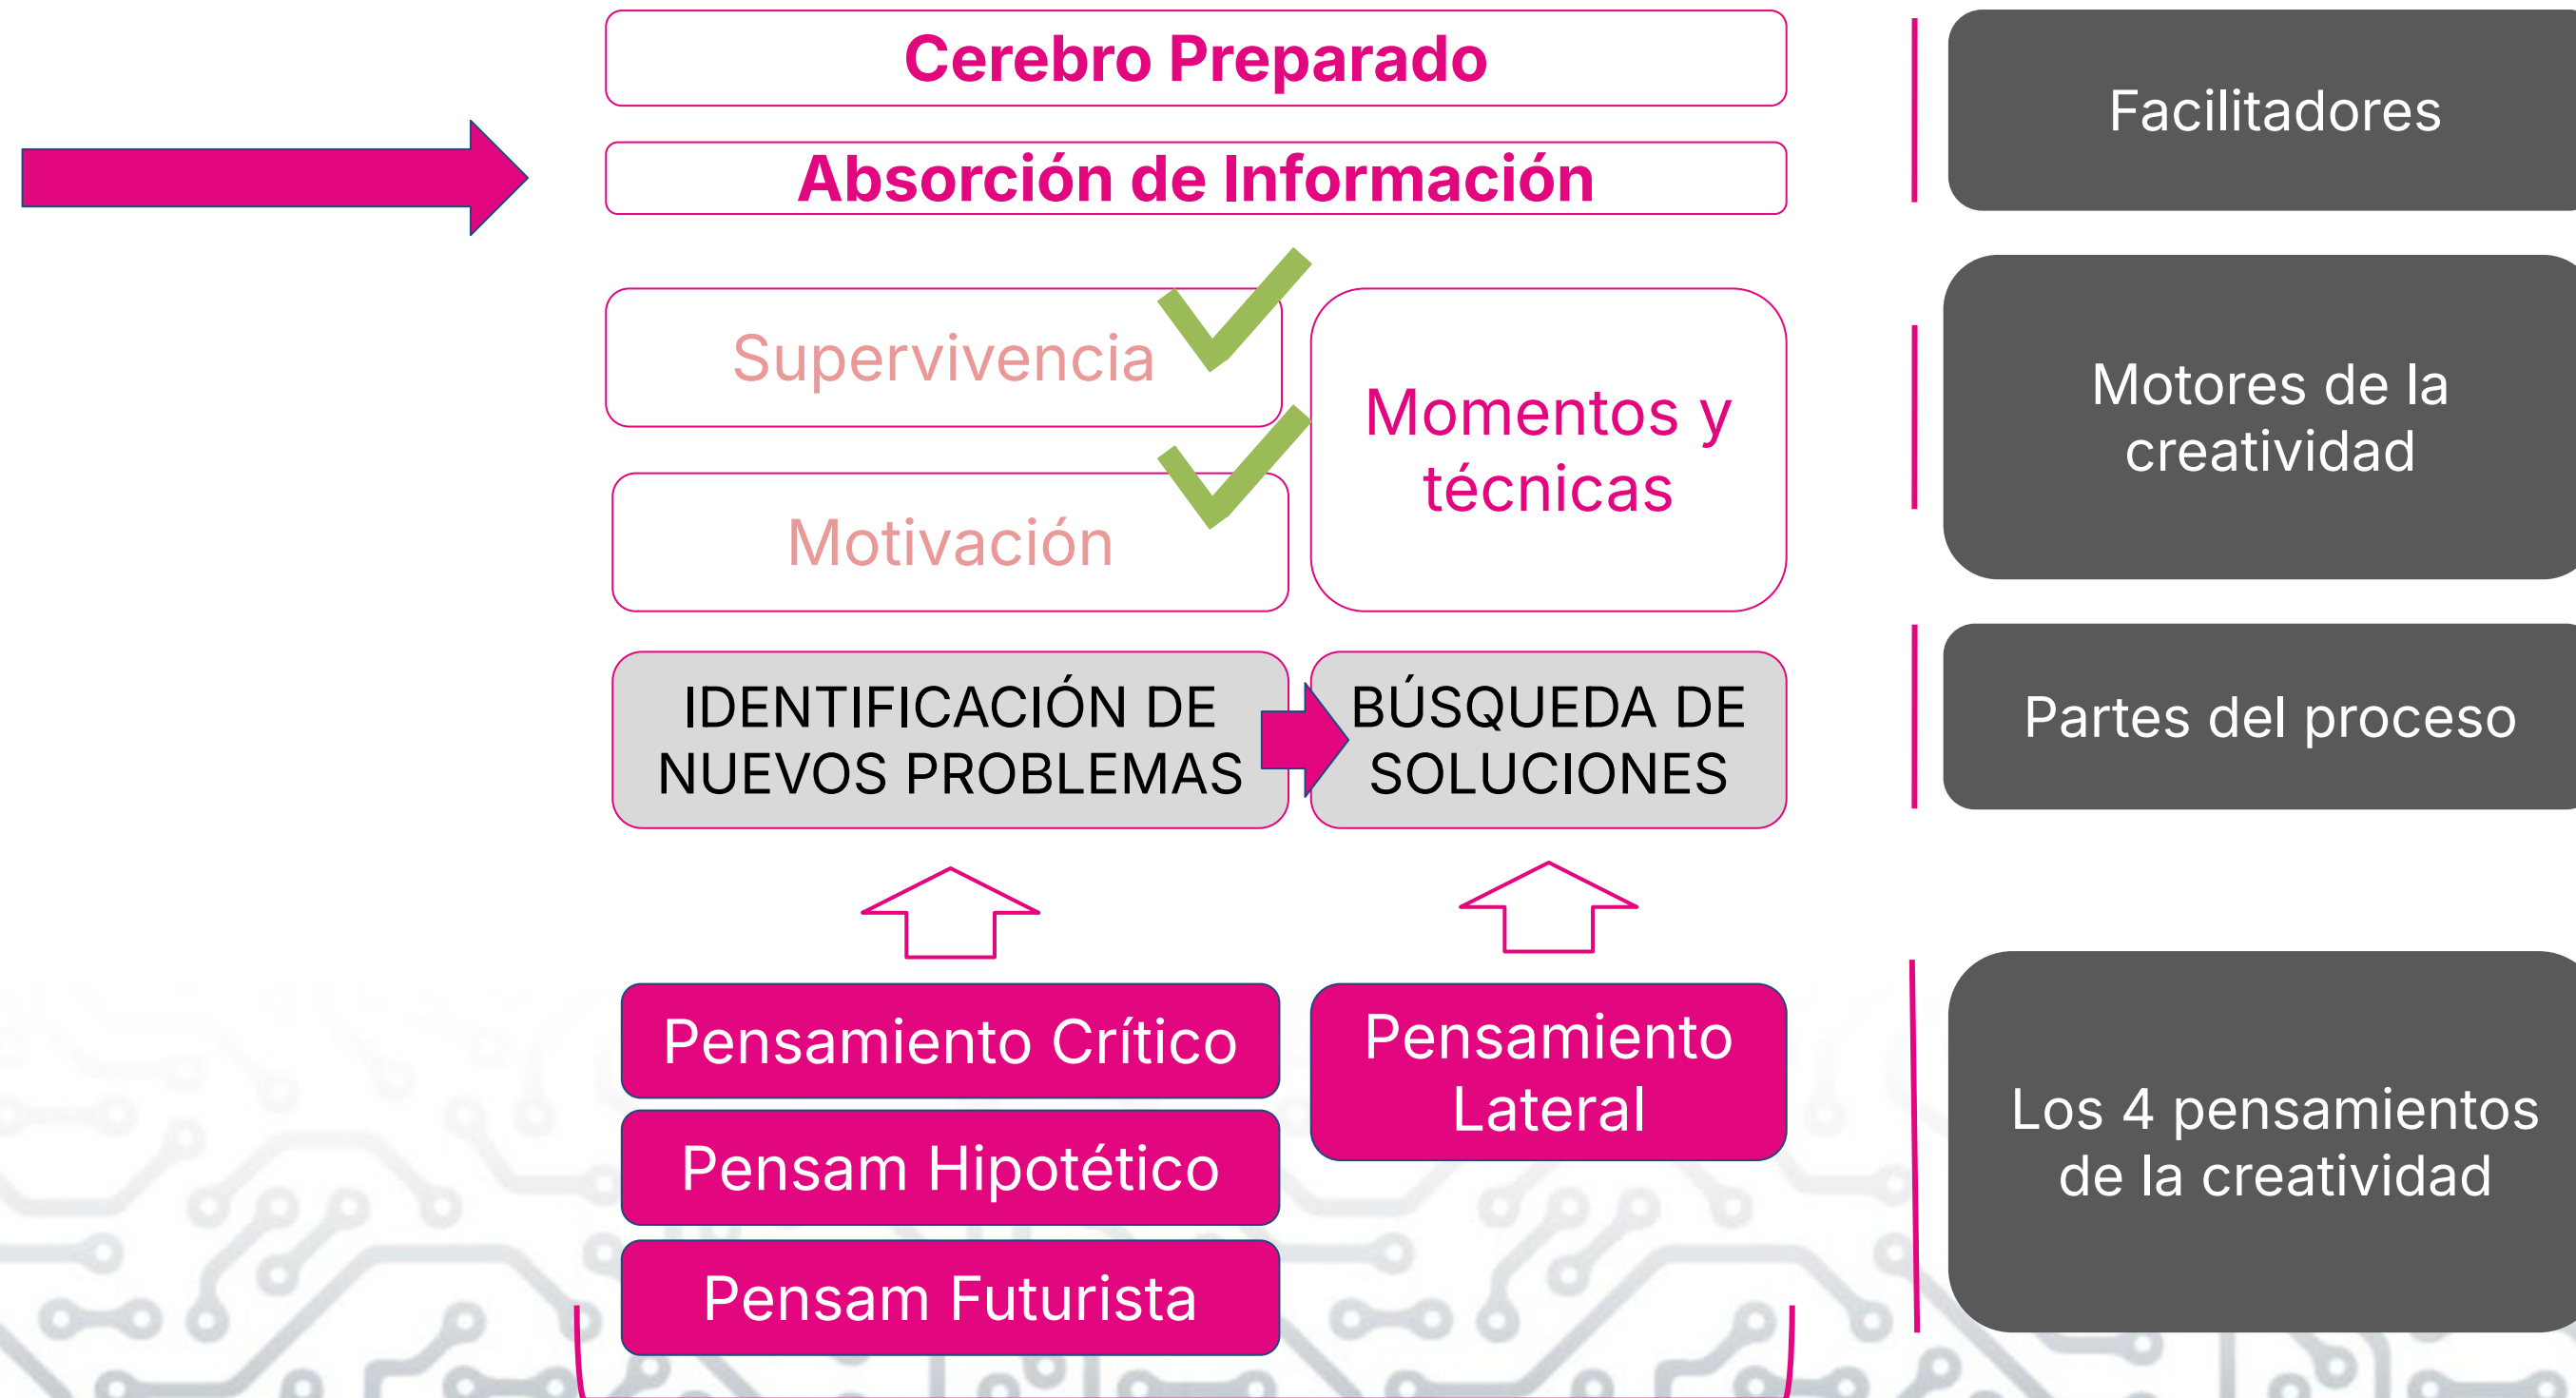 Cerebro Preparado
Absorción de Información
Facilitadores
Supervivencia
Motivación
Momentos y
técnicas
Motores de la
creatividad
IDENTIFICACIÓN DE
NUEVOS PROBLEMAS
BÚSQUEDA DE
SOLUCIONES
Partes del proceso
Pensamiento Crítico
Pensam Hipotético
Pensam Futurista
Pensamiento
Lateral
Los 4 pensamientos
de la creatividad